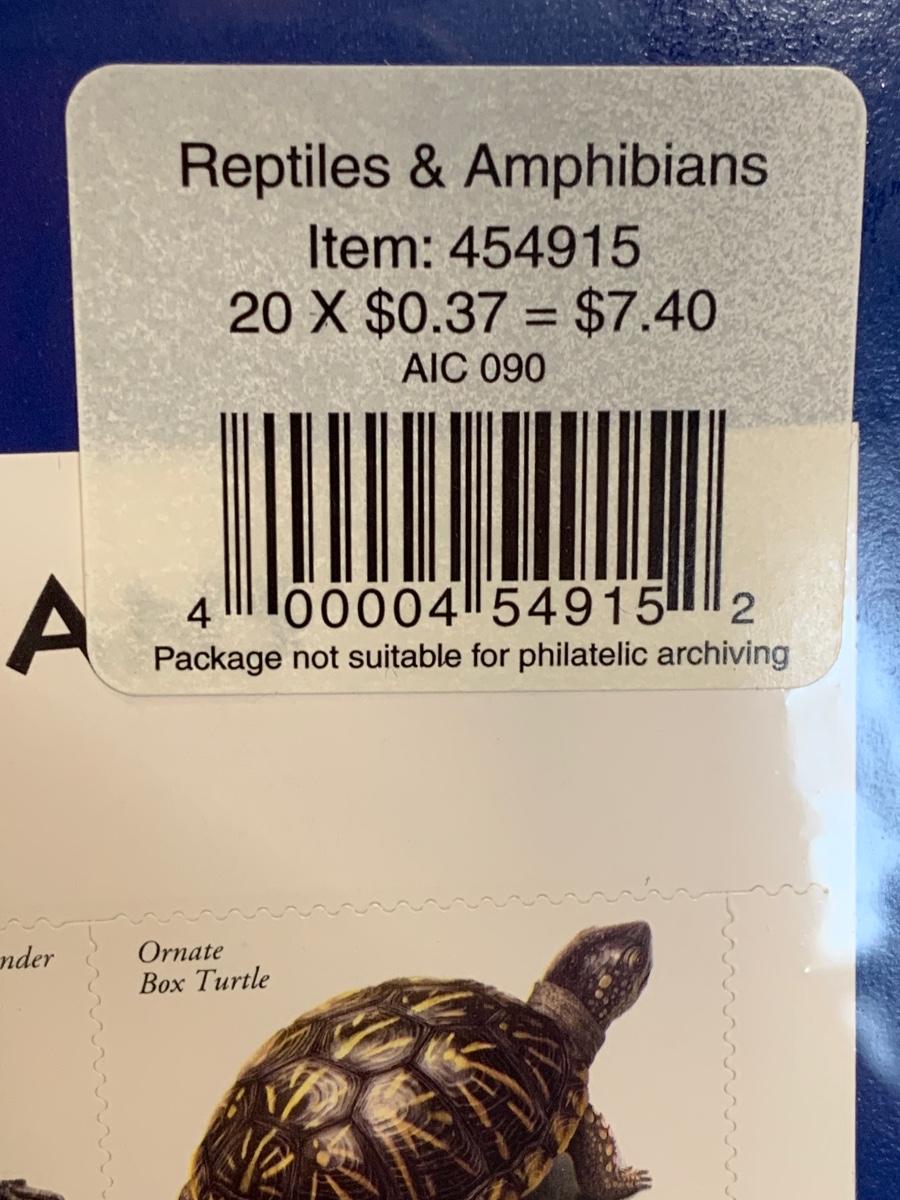 Reptiles & Amphibians
Item: 454915
20 X $0.37 = $7.40
AIC 090
4 00004 54915 2
Package not suitable for philatelic archiving
A
nder
Ornate
Box Turtle